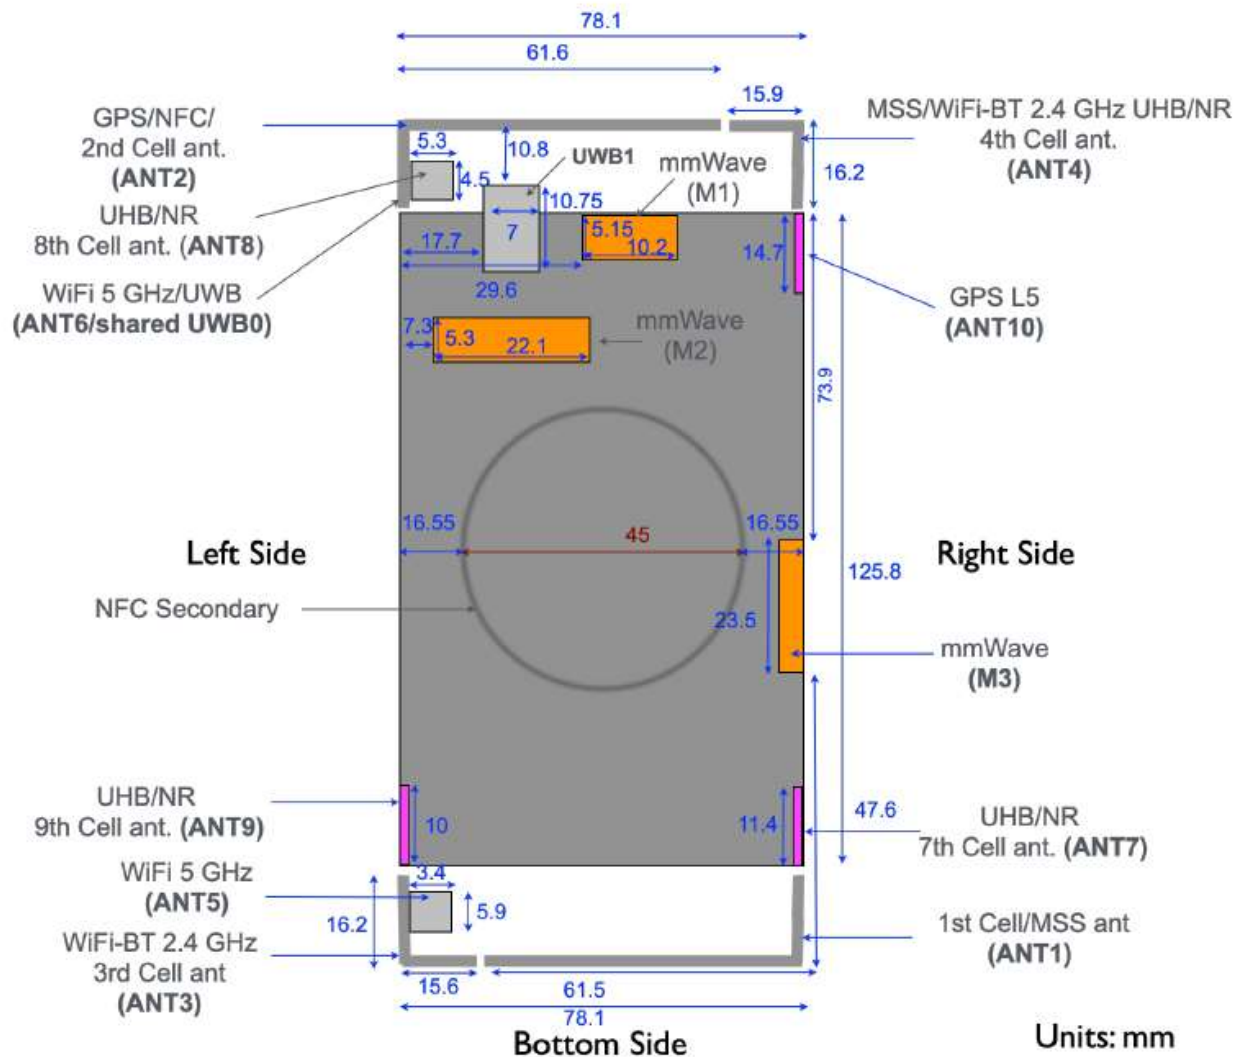 78.1
61.6
15.9
GPS/NFC/
2nd Cell ant.
(ANT2)
5.3
4.5
10.8
UWB1
mmWave
(M1)
MSS/WiFi-BT 2.4 GHz UHB/NR
4th Cell ant.
(ANT4)
16.2
UHB/NR
8th Cell ant. (ANT8)
10.75
7
5.15
10.2
17.7
29.6
14.7
WiFi 5 GHz/UWB
(ANT6/shared UWB0)
GPS L5
(ANT10)
7.3
5.3
22.1
mmWave
(M2)
73.9
16.55
45
16.55
Left Side
Right Side
125.8
NFC Secondary
23.5
mmWave
(M3)
UHB/NR
9th Cell ant. (ANT9)
10
11.4
47.6
UHB/NR
7th Cell ant. (ANT7)
WiFi 5 GHz
(ANT5)
3.4
5.9
16.2
WiFi-BT 2.4 GHz
3rd Cell ant
(ANT3)
1st Cell/MSS ant
(ANT1)
15.6
61.5
78.1
Bottom Side
Units: mm